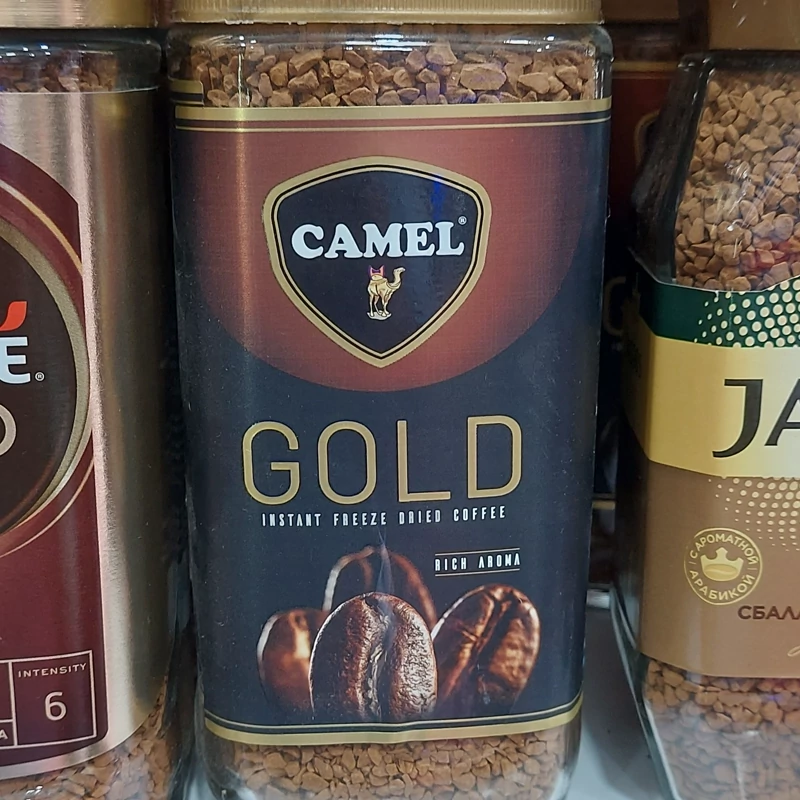 CAMEL®
GOLD
INSTANT FREEZE DRIED COFFEE
RICH AROMA
E®
INTENSITY
6
A
JA
С АРОМАТНОЙ
АРАБИКОЙ
СБАЛА